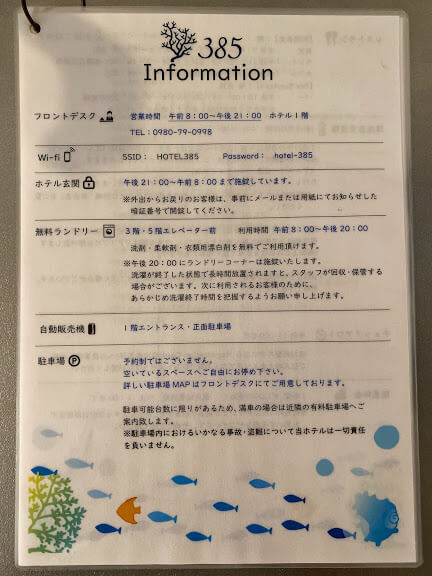 385
Information
フロントデスク 営業時間 午前8:00～午後21:00 ホテル1階
TEL:0980-79-0998
Wi-fi SSID: HOTEL385 Password: hotel-385
ホテル玄関 午後21:00～午前8:00まで施錠しています。
※外出からお戻りのお客様は、事前にメールまたは用紙にてお知らせした
暗証番号で開錠してください。
無料ランドリー 3階・5階エレベーター前 利用時間 午前8:00～午後20:00
洗剤・柔軟剤・衣類用漂白剤を無料でご利用頂けます。
※午後20:00にランドリーコーナーは施錠いたします。
洗濯が終了した状態で長時間放置されますと、スタッフが回収・保管する
場合がございます。次に利用されるお客様のために、
あらかじめ洗濯終了時間を把握するようお願い申し上げます。
自動販売機 1階エントランス・正面駐車場
駐車場 P 予約制ではございません。
空いているスペースへご自由にお停め下さい。
詳しい駐車場MAPはフロントデスクにてご用意しております。
駐車可能台数に限りがあるため、満車の場合は近隣の有料駐車場へご
案内致します。
※駐車場内におけるいかなる事故・盗難について当ホテルは一切責任
を負いません。